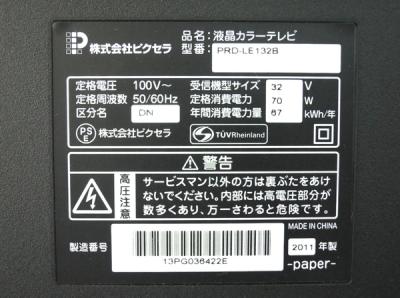 株式会社ピクセラ
品名: 液晶カラーテレビ
型番: PRD-LE132B
定格電圧 100V～ 受信機型サイズ 32 V
定格周波数 50/60Hz 定格消費電力 70 W
区分名 DN 年間消費電力量 67 kWh/年
PSE 株式会社ピクセラ TÜVRheinland
警告
高圧注意
サービスマン以外の方は裏ぶたをあけ
ないでください。内部には高電圧部分が
数多くあり、万一さわると危険です。
MADE IN CHINA
製造番号
13PG036422E
2011 年製
-paper-